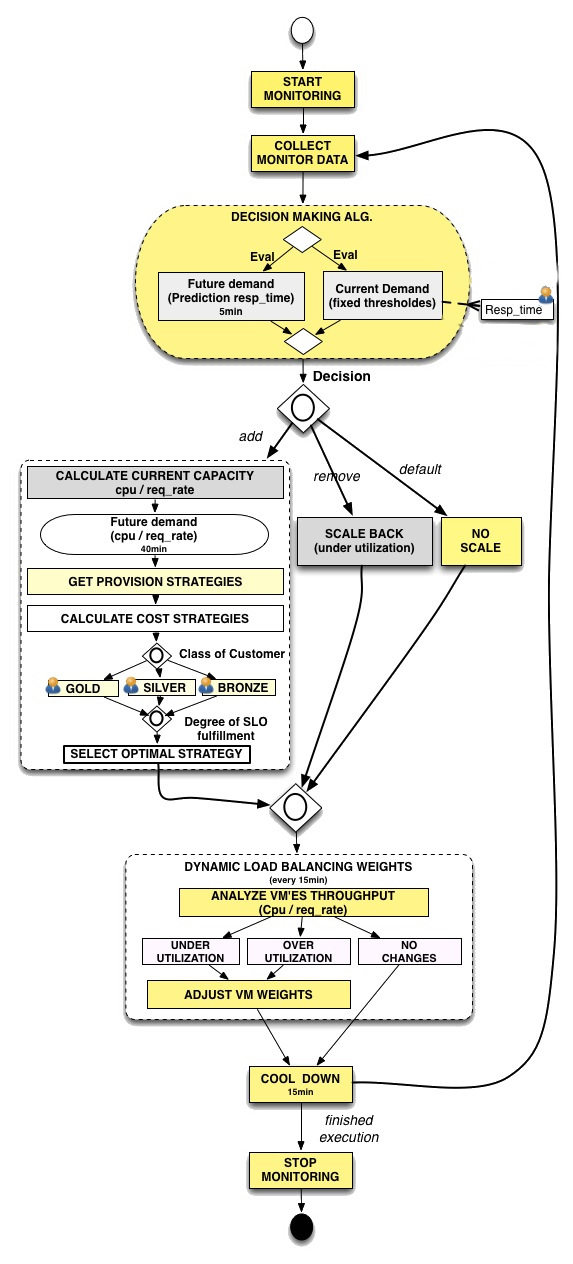 START
MONITORING
COLLECT
MONITOR DATA
DECISION MAKING ALG.
Eval
Eval
Future demand
(Prediction resp_time)
5min
Current Demand
(fixed thresholdes)
Resp_time
Decision
add
remove
default
CALCULATE CURRENT CAPACITY
cpu / req_rate
Future demand
(cpu / req_rate)
40min
GET PROVISION STRATEGIES
CALCULATE COST STRATEGIES
Class of Customer
GOLD
SILVER
BRONZE
Degree of SLO
fulfillment
SELECT OPTIMAL STRATEGY
SCALE BACK
(under utilization)
NO
SCALE
DYNAMIC LOAD BALANCING WEIGHTS
(every 15min)
ANALYZE VM'ES THROUGHPUT
(Cpu / req_rate)
UNDER
UTILIZATION
OVER
UTILIZATION
NO
CHANGES
ADJUST VM WEIGHTS
COOL DOWN
15min
finished
execution
STOP
MONITORING